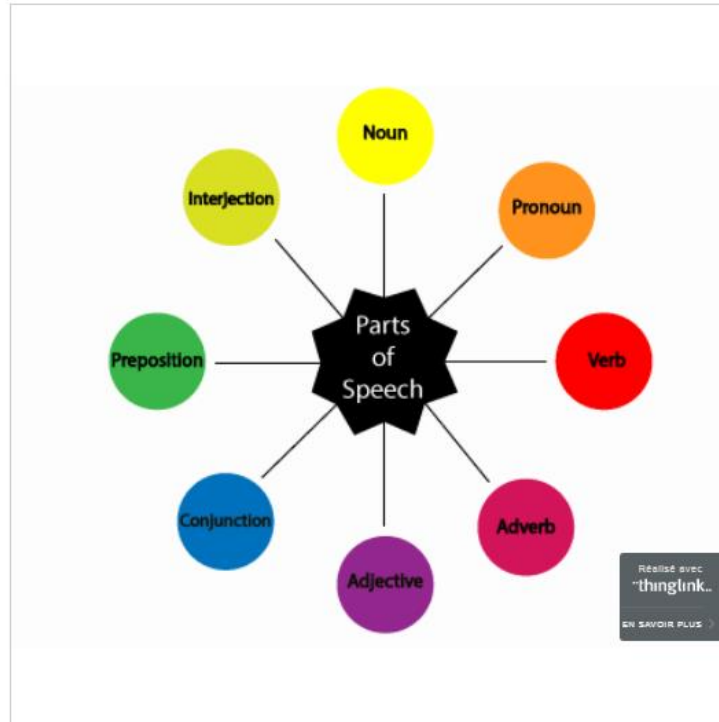 Noun
Interjection
Pronoun
Parts
of
Speech
Preposition
Verb
Conjunction
Adverb
Adjective
Réalisé avec
¨thinglink..
EN SAVOIR PLUS